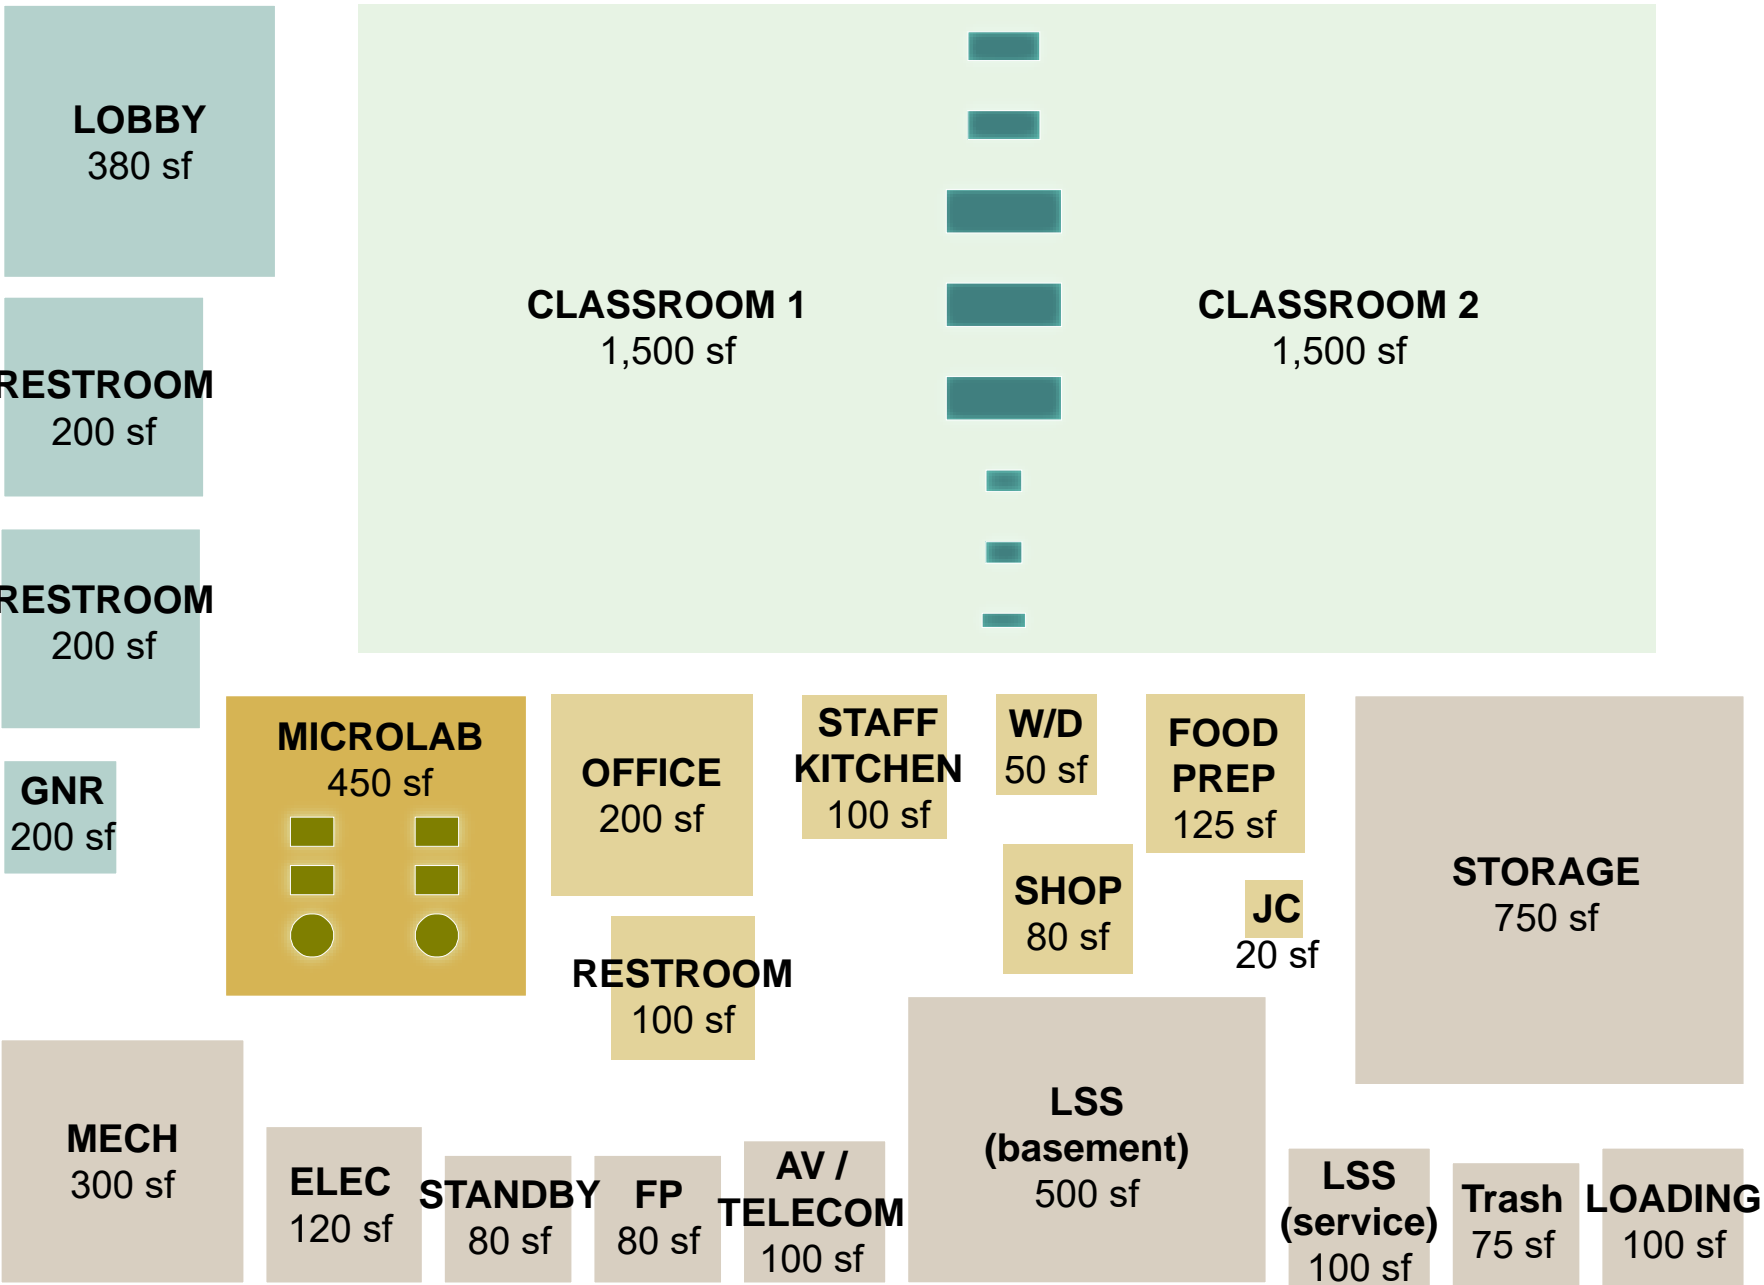 LOBBY
380 sf
CLASSROOM 1
1,500 sf
CLASSROOM 2
1,500 sf
RESTROOM
200 sf
RESTROOM
200 sf
GNR
200 sf
MICROLAB
450 sf
OFFICE
200 sf
STAFF
KITCHEN
100 sf
W/D
50 sf
FOOD
PREP
125 sf
SHOP
80 sf
JC
20 sf
STORAGE
750 sf
RESTROOM
100 sf
MECH
300 sf
ELEC
120 sf
STANDBY
80 sf
FP
80 sf
AV /
TELECOM
100 sf
LSS
(basement)
500 sf
LSS
(service)
100 sf
Trash
75 sf
LOADING
100 sf